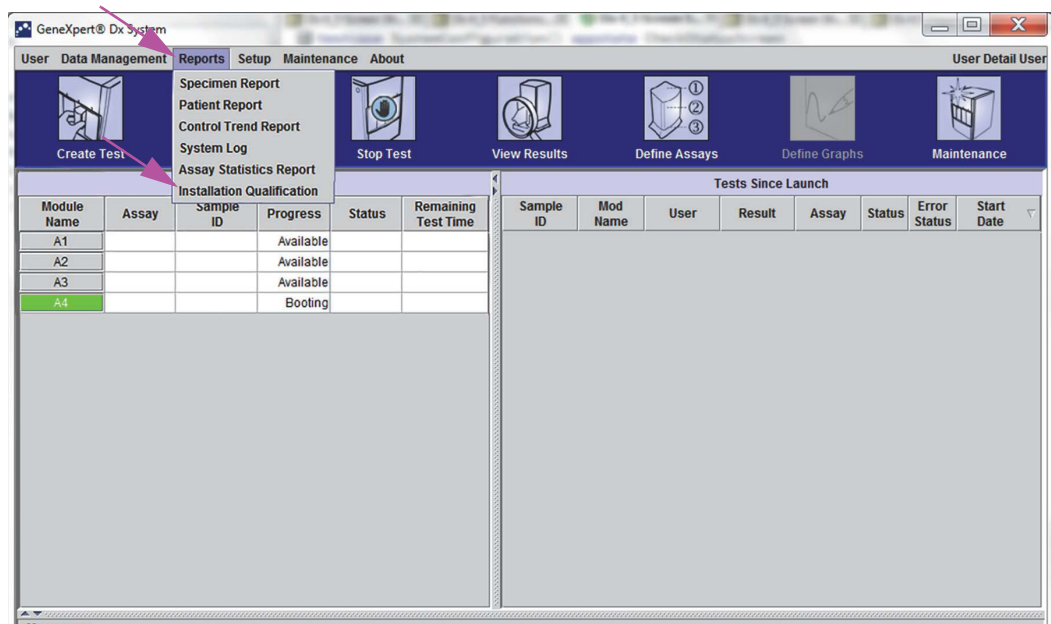 GeneXpert® Dx System
User Data Management Reports Setup Maintenance About User Detail User
Specimen Report
Patient Report
Control Trend Report
System Log
Assay Statistics Report
Installation Qualification
Create Test Stop Test View Results Define Assays Define Graphs Maintenance
① ② ③
Tests Since Launch
Module Name Assay Sample ID Progress Status Remaining Test Time
A1 Available
A2 Available
A3 Available
A4 Booting
Sample ID Mod Name User Result Assay Status Error Status Start Date